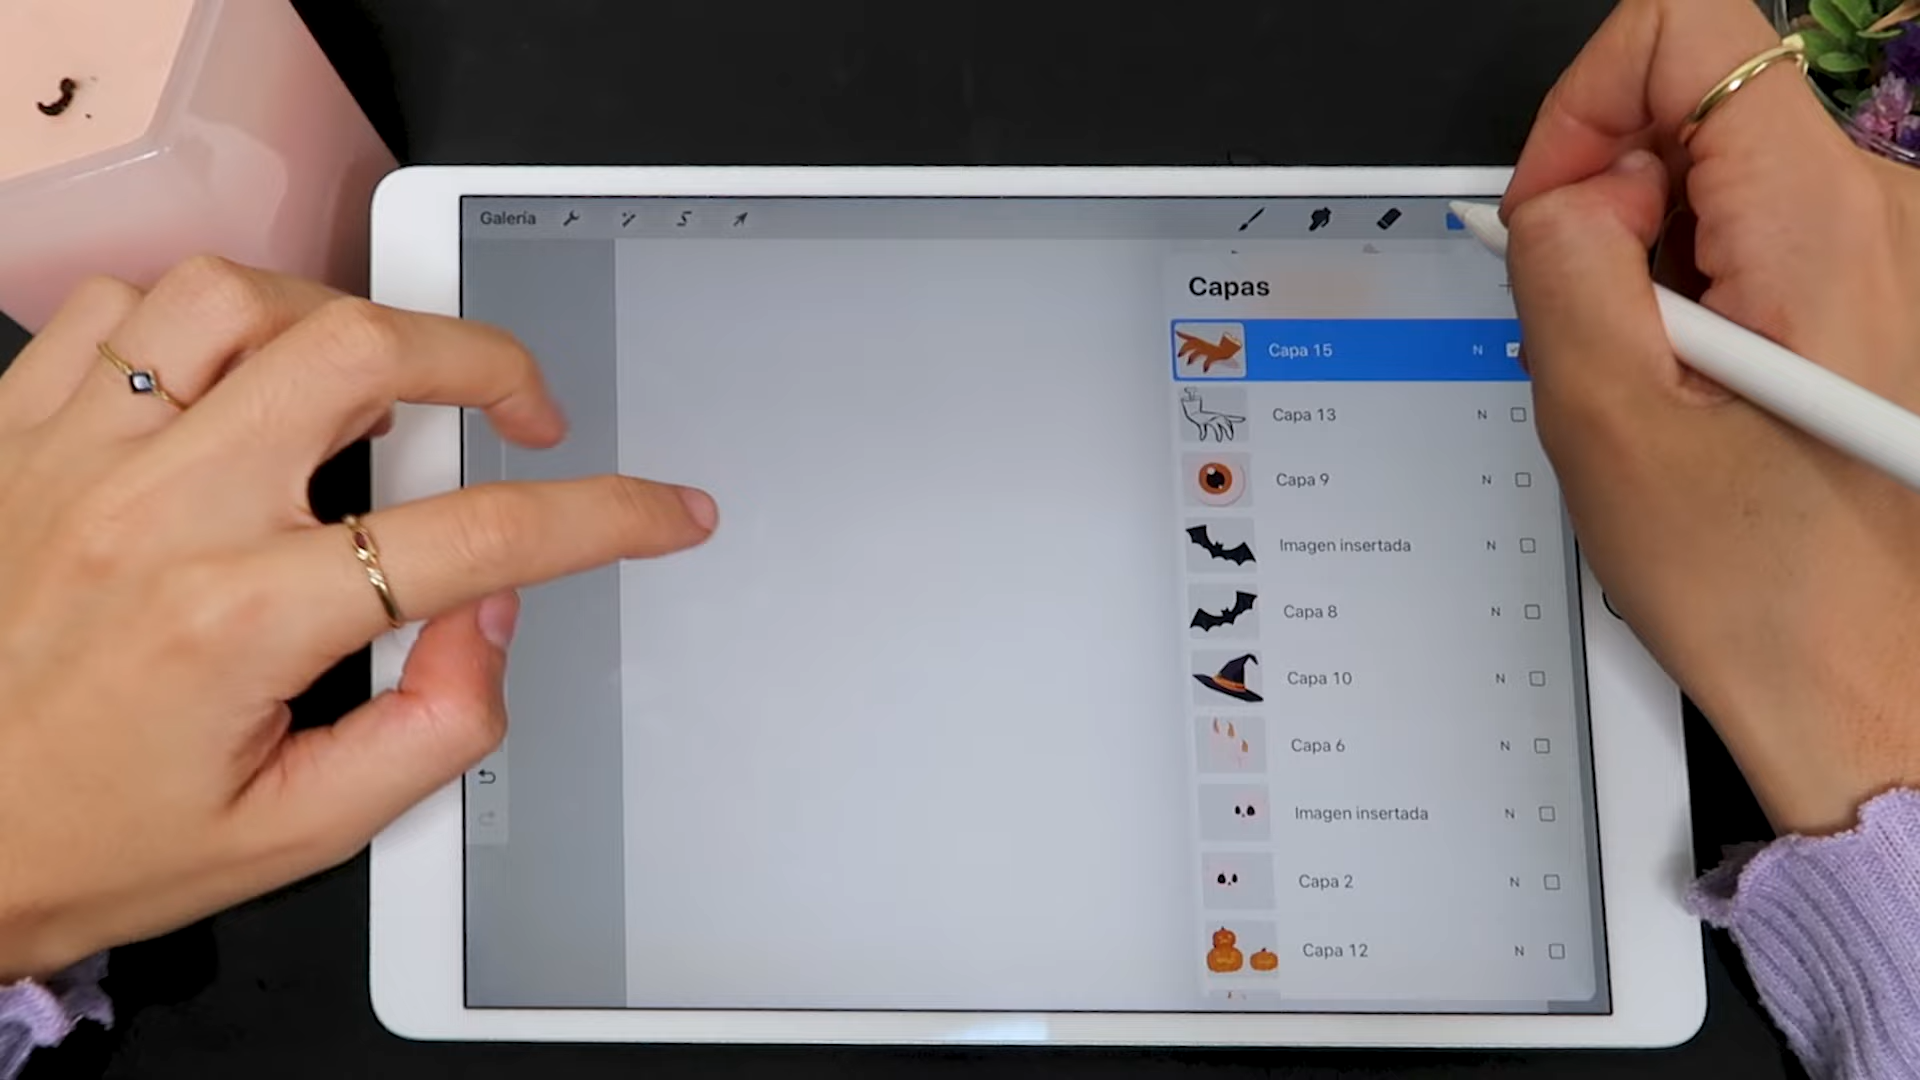 Galería
Capas
Capa 15 N
Capa 13 N
Capa 9 N
Imagen insertada N
Capa 8 N
Capa 10 N
Capa 6 N
Imagen insertada N
Capa 2 N
Capa 12 N